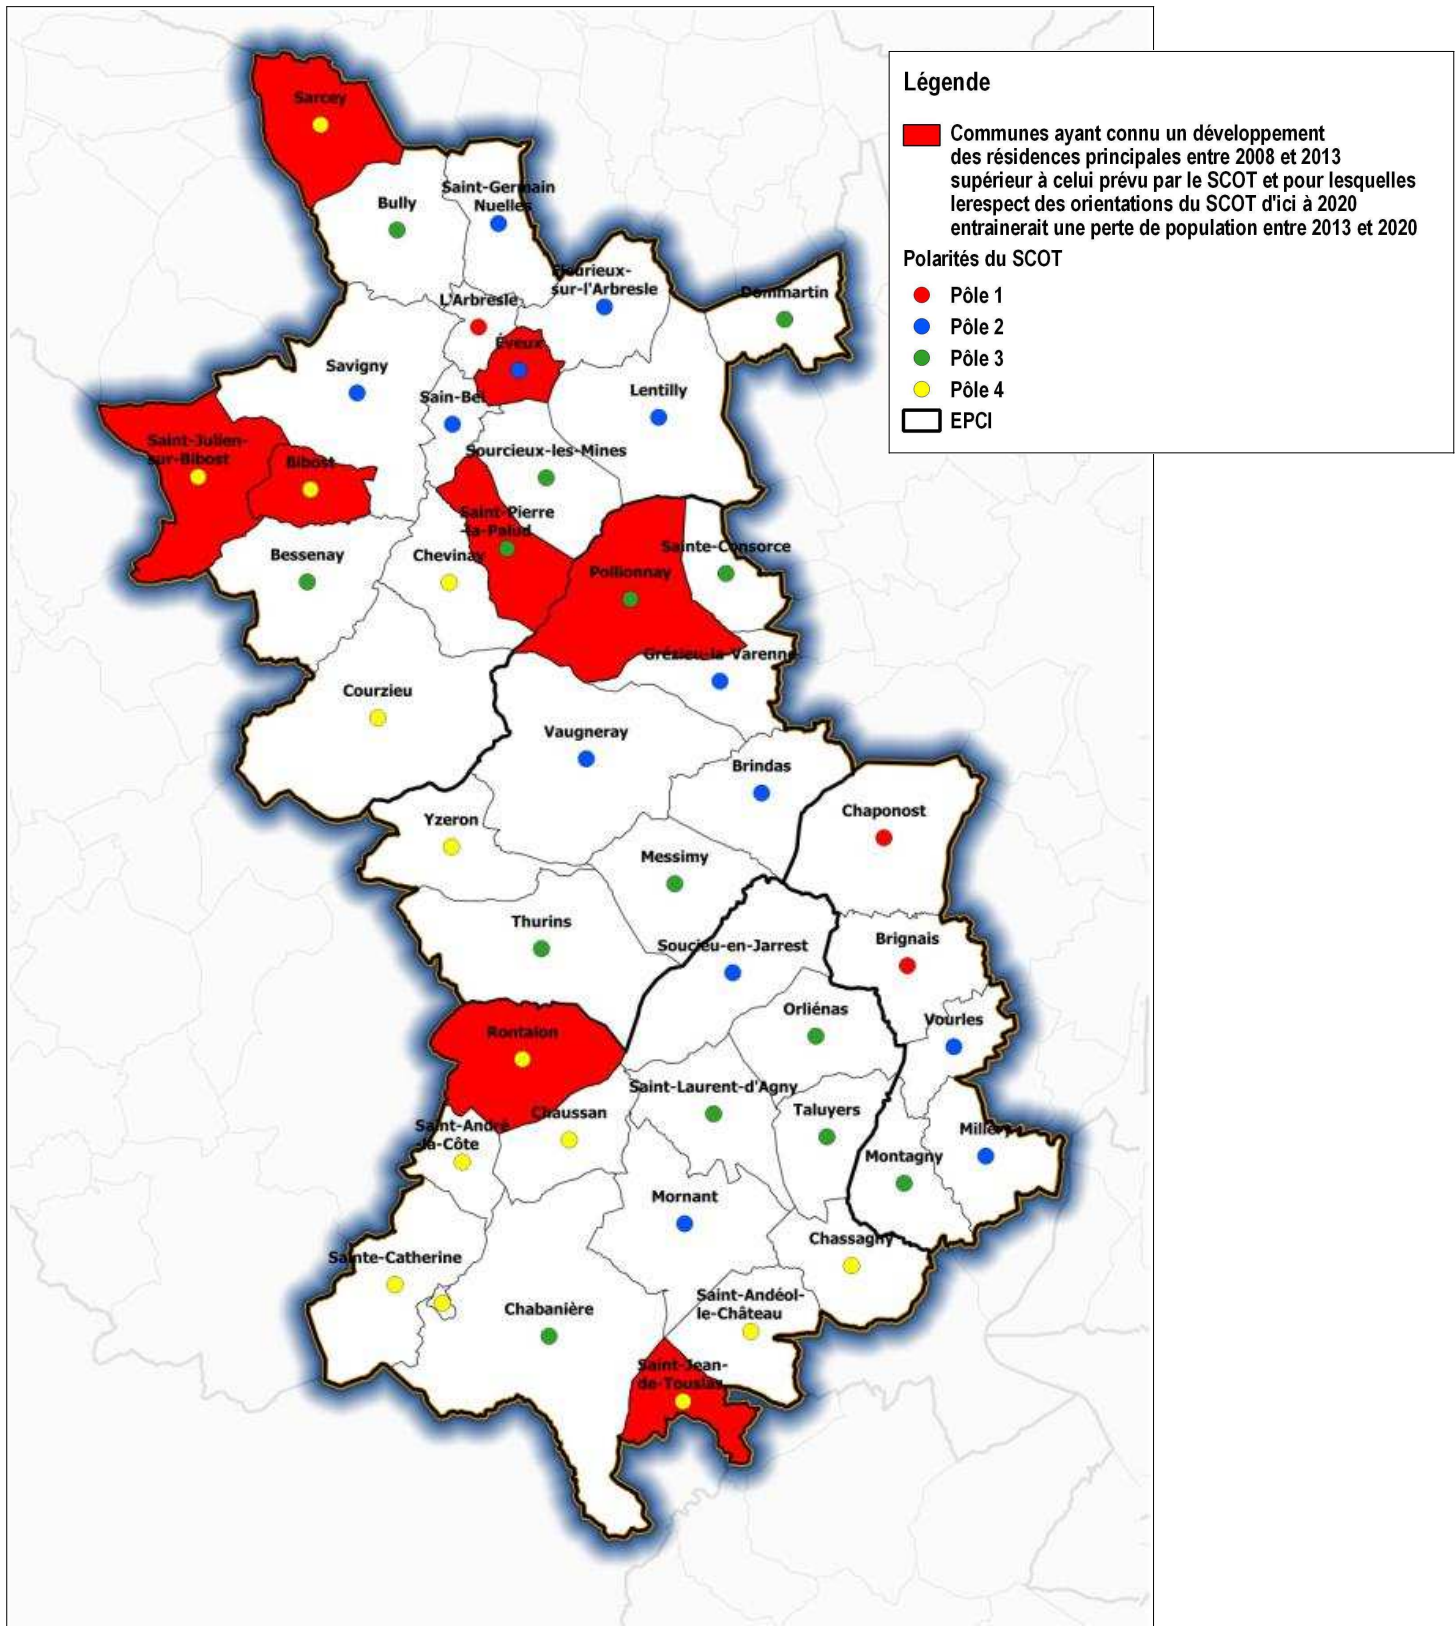 Légende
Communes ayant connu un développement
des résidences principales entre 2008 et 2013
supérieur à celui prévu par le SCOT et pour lesquelles
lerespect des orientations du SCOT d'ici à 2020
entrainerait une perte de population entre 2013 et 2020
Polarités du SCOT
Pôle 1
Pôle 2
Pôle 3
Pôle 4
EPCI
Sarcey
Bully
Saint-Germain
Nuelles
Fleurieux-
sur-l'Arbresle
Dommartin
L'Arbresle
Éveux
Savigny
Sain-Bel
Lentilly
Saint-Julien-
sur-Bibost
Bibost
Sourcieux-les-Mines
Saint-Pierre
-la-Palud
Bessenay
Chevinay
Sainte-Consorce
Pollionnay
Grézieu-la-Varenne
Courzieu
Vaugneray
Brindas
Chaponost
Yzeron
Messimy
Thurins
Soucieu-en-Jarrest
Brignais
Orliénas
Vourles
Rontalon
Saint-Laurent-d'Agny
Taluyers
Chaussan
Saint-André
-la-Côte
Millery
Montagny
Mornant
Chassagny
Sainte-Catherine
Saint-Andéol-
le-Château
Chabanière
Saint-Jean-
de-Touslas